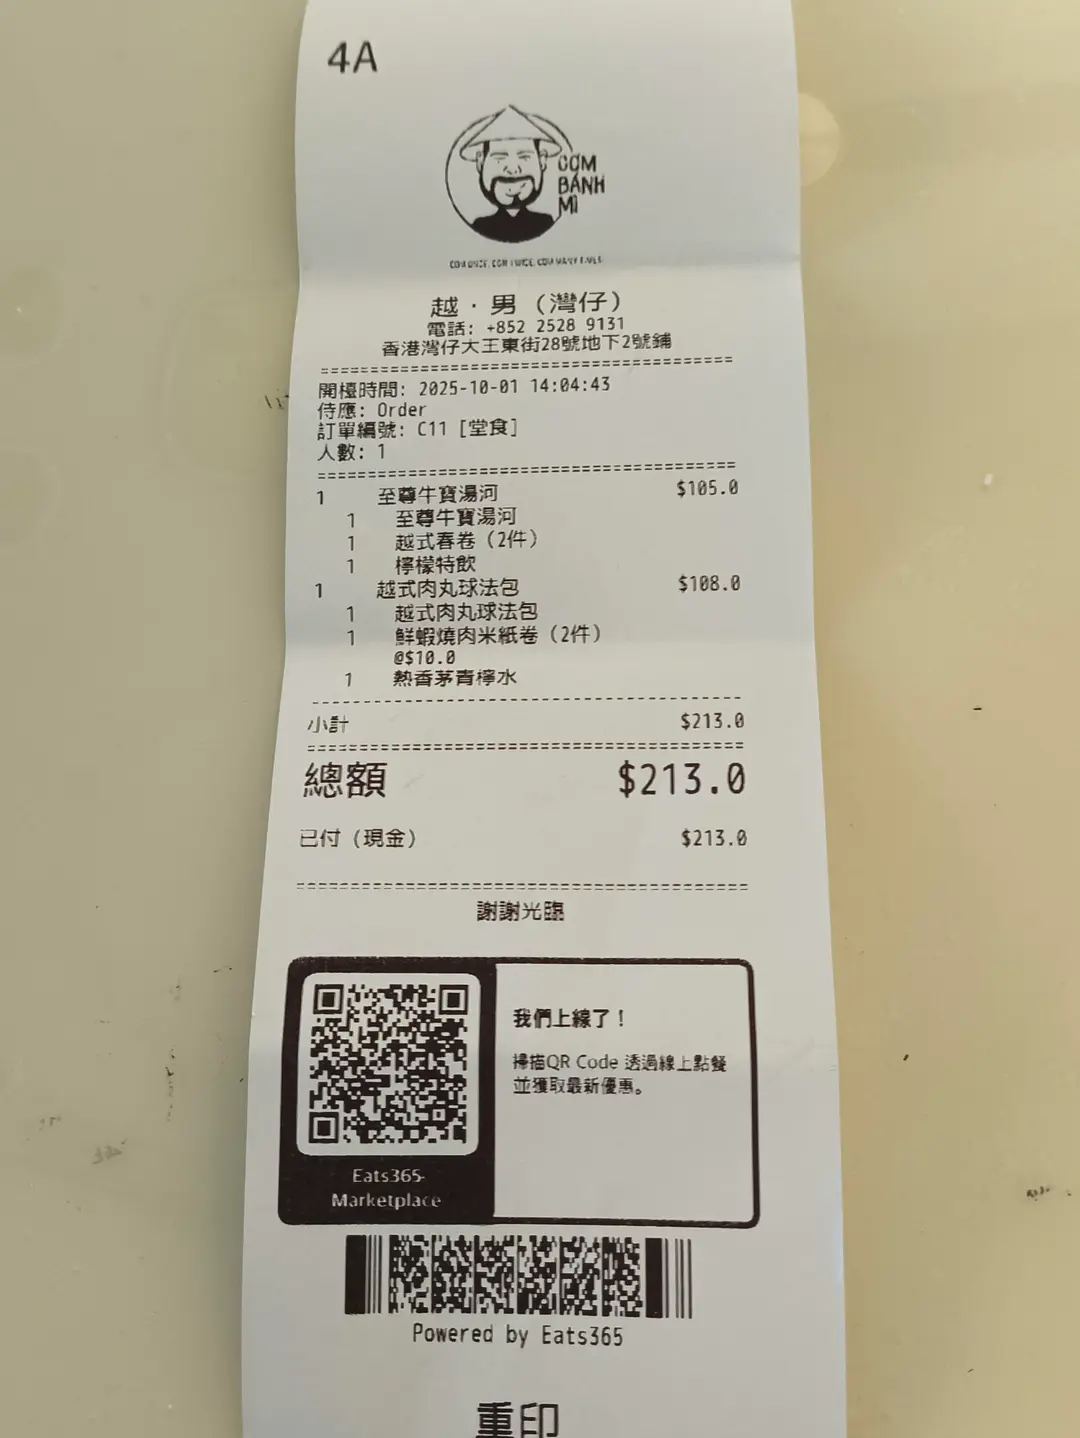 4A
CƠM
BÁNH
MÌ
越·男（灣仔）
電話: +852 2528 9131
香港灣仔大王東街28號地下2號鋪
開檯時間: 2025-10-01 14:04:43
侍應: Order
訂單編號: C11 [堂食]
人數: 1
1 至尊牛寶湯河 $105.0
1 至尊牛寶湯河
1 越式春卷（2件）
1 檸檬特飲
1 越式肉丸球法包 $108.0
1 越式肉丸球法包
1 鮮蝦燒肉米紙卷（2件）
@$10.0
1 熱香茅青檸水
小計 $213.0
總額 $213.0
已付（現金） $213.0
謝謝光臨
我們上線了！
掃描QR Code 透過線上點餐
並獲取最新優惠。
Eats365
Marketplace
Powered by Eats365
重印